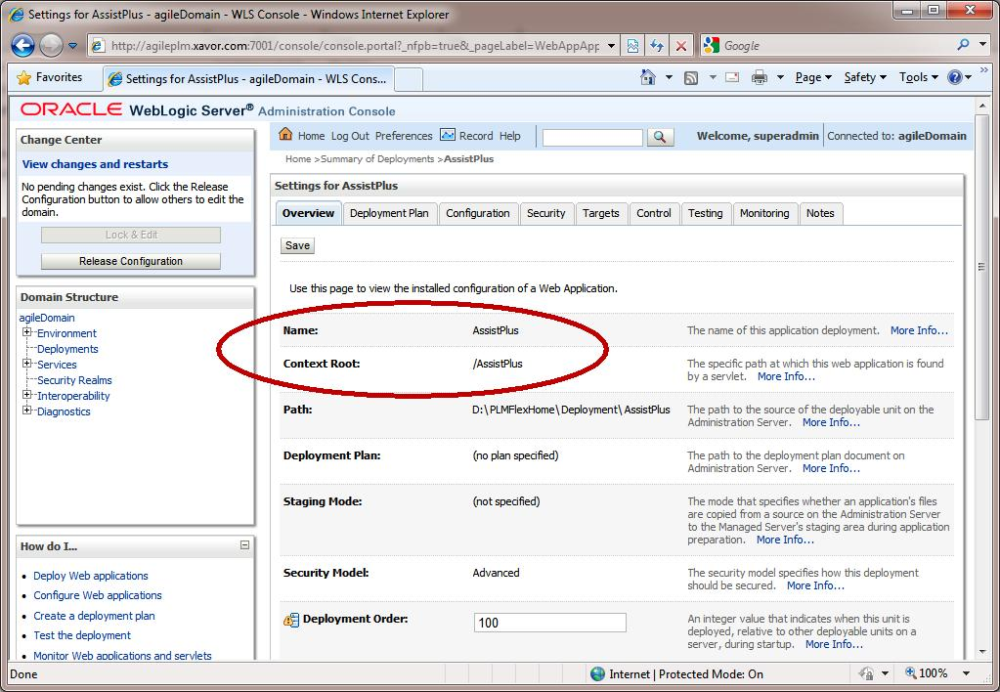 Settings for AssistPlus - agileDomain - WLS Console - Windows Internet Explorer
http://agileplm.xavor.com:7001/console/console.portal?_nfpb=true&_pageLabel=WebAppApp
Google
Favorites
Settings for AssistPlus - agileDomain - WLS Cons...
Page
Safety
Tools
ORACLE WebLogic Server® Administration Console
Change Center
View changes and restarts
No pending changes exist. Click the Release
Configuration button to allow others to edit the
domain.
Lock & Edit
Release Configuration
Domain Structure
agileDomain
Environment
Deployments
Services
Security Realms
Interoperability
Diagnostics
How do I...
Deploy Web applications
Configure Web applications
Create a deployment plan
Test the deployment
Monitor Web applications and servlets
Home Log Out Preferences Record Help
Welcome, superadmin Connected to: agileDomain
Home >Summary of Deployments >AssistPlus
Settings for AssistPlus
Overview Deployment Plan Configuration Security Targets Control Testing Monitoring Notes
Save
Use this page to view the installed configuration of a Web Application.
Name: AssistPlus The name of this application deployment. More Info...
Context Root: /AssistPlus The specific path at which this web application is found
by a servlet. More Info...
Path: D:\PLMFlexHome\Deployment\AssistPlus The path to the source of the deployable unit on the
Administration Server. More Info...
Deployment Plan: (no plan specified) The path to the deployment plan document on
Administration Server. More Info...
Staging Mode: (not specified) The mode that specifies whether an application's files
are copied from a source on the Administration Server
to the Managed Server's staging area during application
preparation. More Info...
Security Model: Advanced The security model specifies how this deployment
should be secured. More Info...
Deployment Order: 100 An integer value that indicates when this unit is
deployed, relative to other deployable units on a
server, during startup. More Info...
Done
Internet | Protected Mode: On
100%